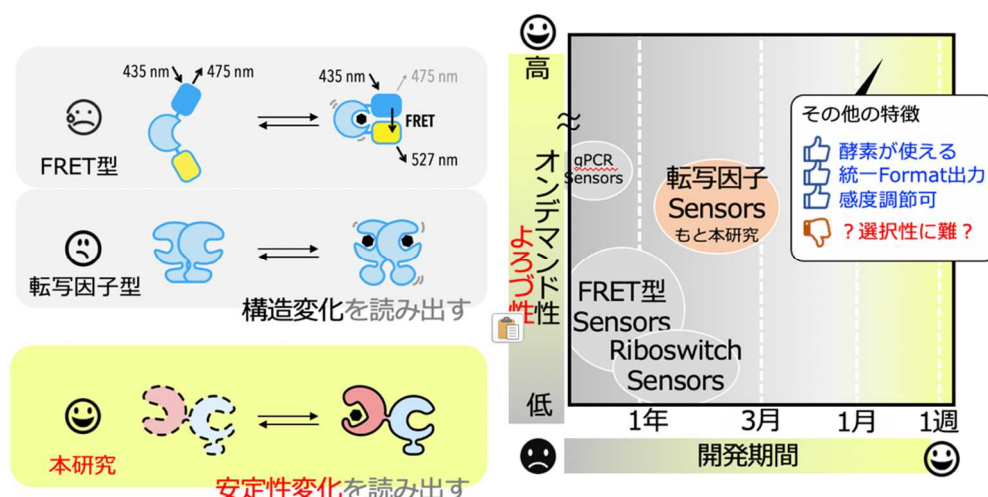 435 nm
475 nm
435 nm
475 nm
FRET
527 nm
FRET型
転写因子型
構造変化を読み出す
本研究
安定性変化を読み出す
高
オンデマンド性
よろづ性
低
qPCR
Sensors
転写因子
Sensors
もと本研究
FRET型
Sensors
Riboswitch
Sensors
その他の特徴
酵素が使える
統一Format出力
感度調節可
？選択性に難？
1年
3月
1月
1週
開発期間